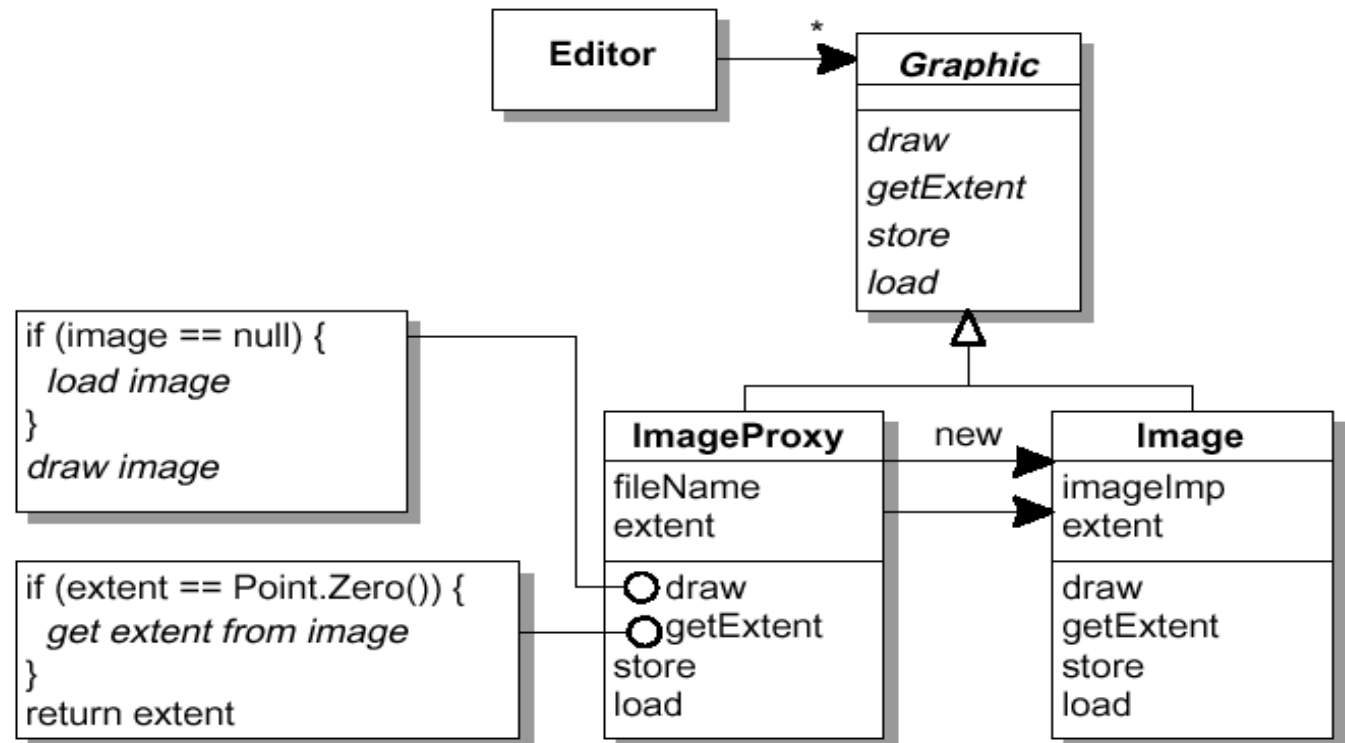 Editor
*
Graphic
draw
getExtent
store
load
if (image == null) {
load image
}
draw image
if (extent == Point.Zero()) {
get extent from image
}
return extent
ImageProxy
fileName
extent
draw
getExtent
store
load
new
Image
imageImp
extent
draw
getExtent
store
load